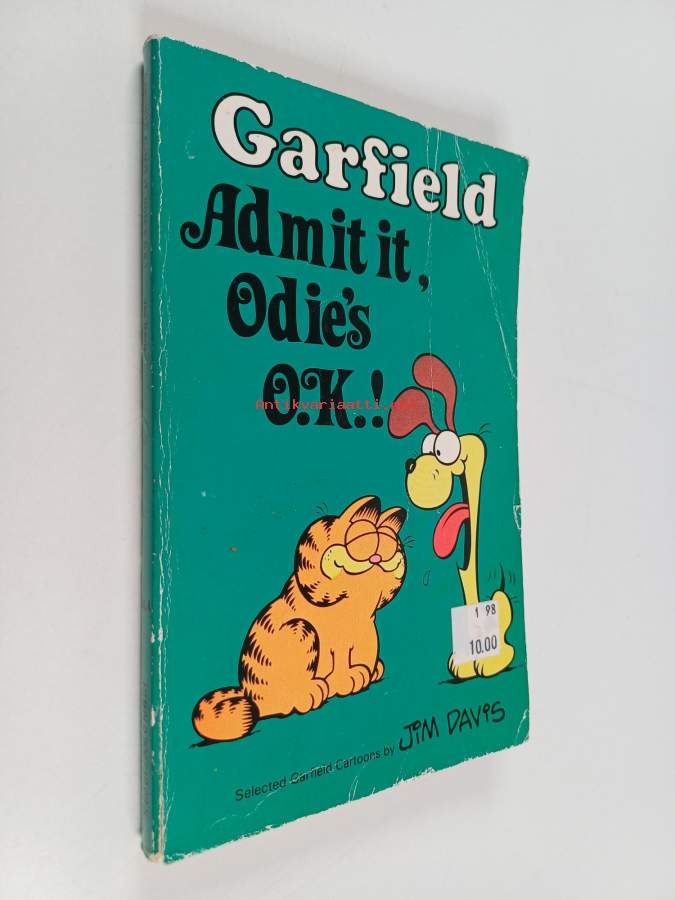 Garfield
Admit it,
Odie's
O.K.!
Antikvariaatti.net
1 98
10.00
Selected Garfield Cartoons by JIM DAVIS